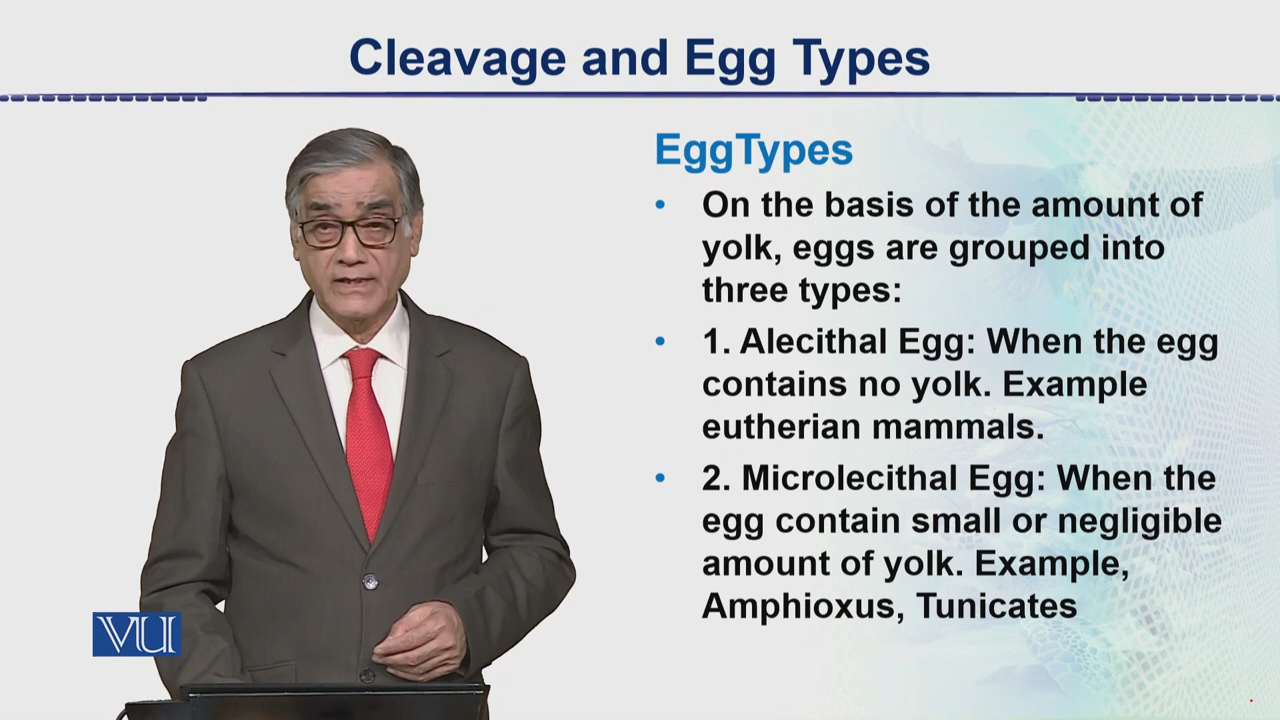 Cleavage and Egg Types
EggTypes
• On the basis of the amount of
yolk, eggs are grouped into
three types:
• 1. Alecithal Egg: When the egg
contains no yolk. Example
eutherian mammals.
• 2. Microlecithal Egg: When the
egg contain small or negligible
amount of yolk. Example,
Amphioxus, Tunicates
VU